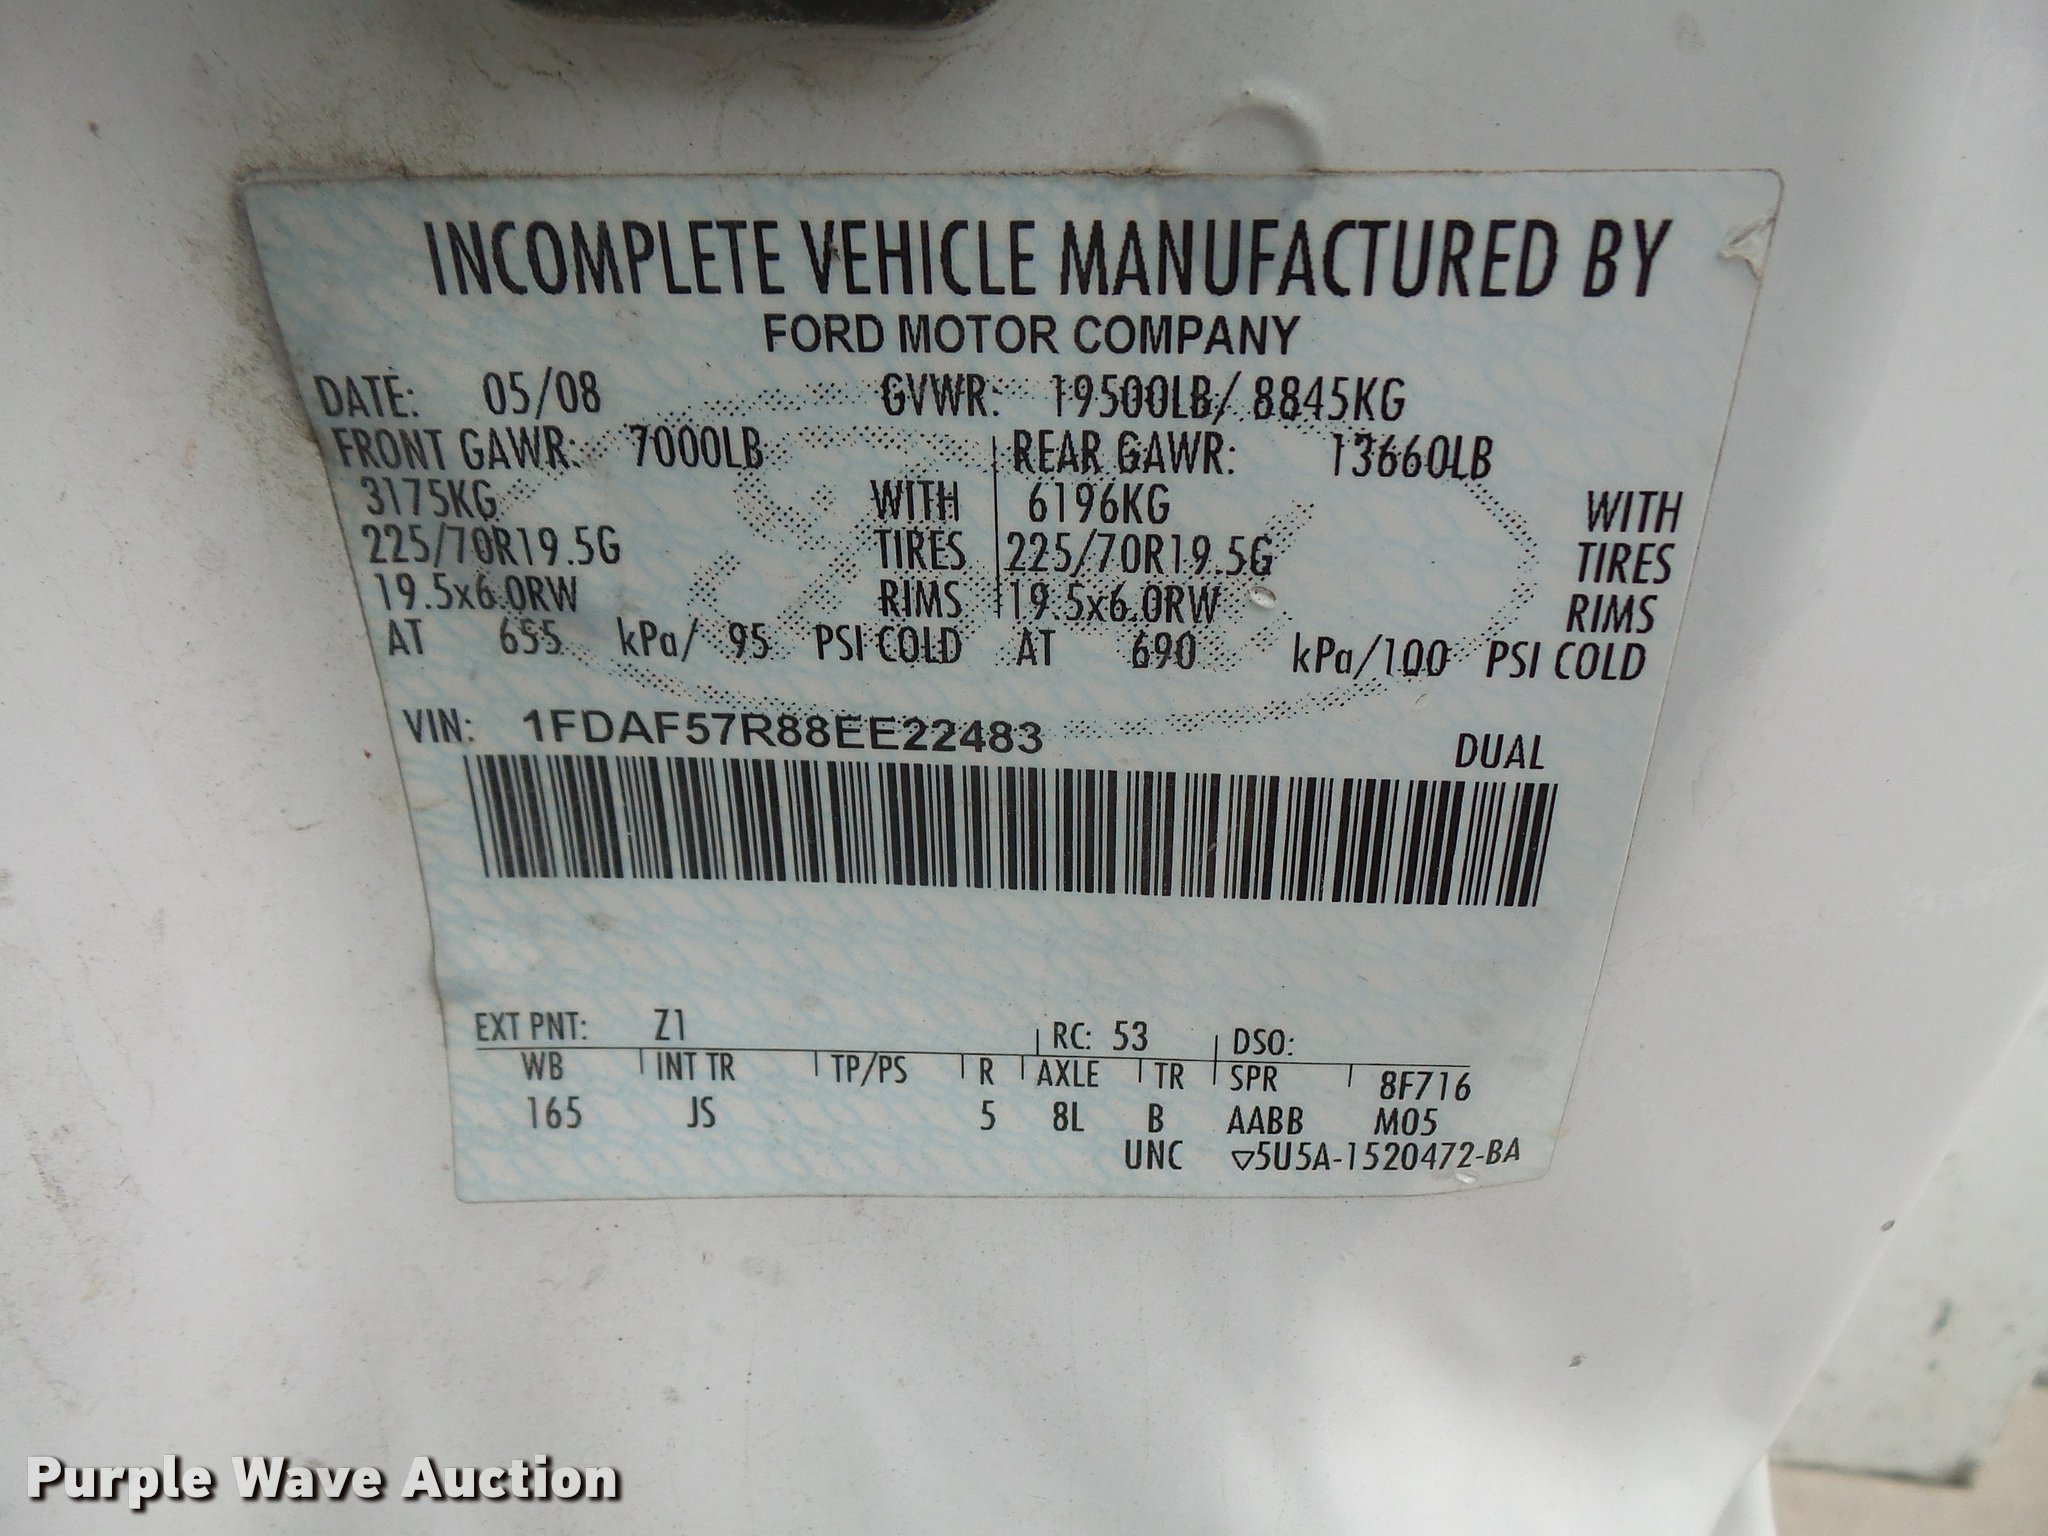 INCOMPLETE VEHICLE MANUFACTURED BY
FORD MOTOR COMPANY
DATE: 05/08 GVWR: 19500LB/ 8845KG
FRONT GAWR: 7000LB REAR GAWR: 13660LB
3175KG WITH 6196KG WITH
225/70R19.5G TIRES 225/70R19.5G TIRES
19.5x6.0RW RIMS 19.5x6.0RW RIMS
AT 655 kPa/ 95 PSI COLD AT 690 kPa/100 PSI COLD
VIN: 1FDAF57R88EE22483
DUAL
EXT PNT: Z1 RC: 53 DSO:
WB INT TR TP/PS R AXLE TR SPR 8F716
165 JS 5 8L B AABB M05
UNC ▽5U5A-1520472-BA
Purple Wave Auction